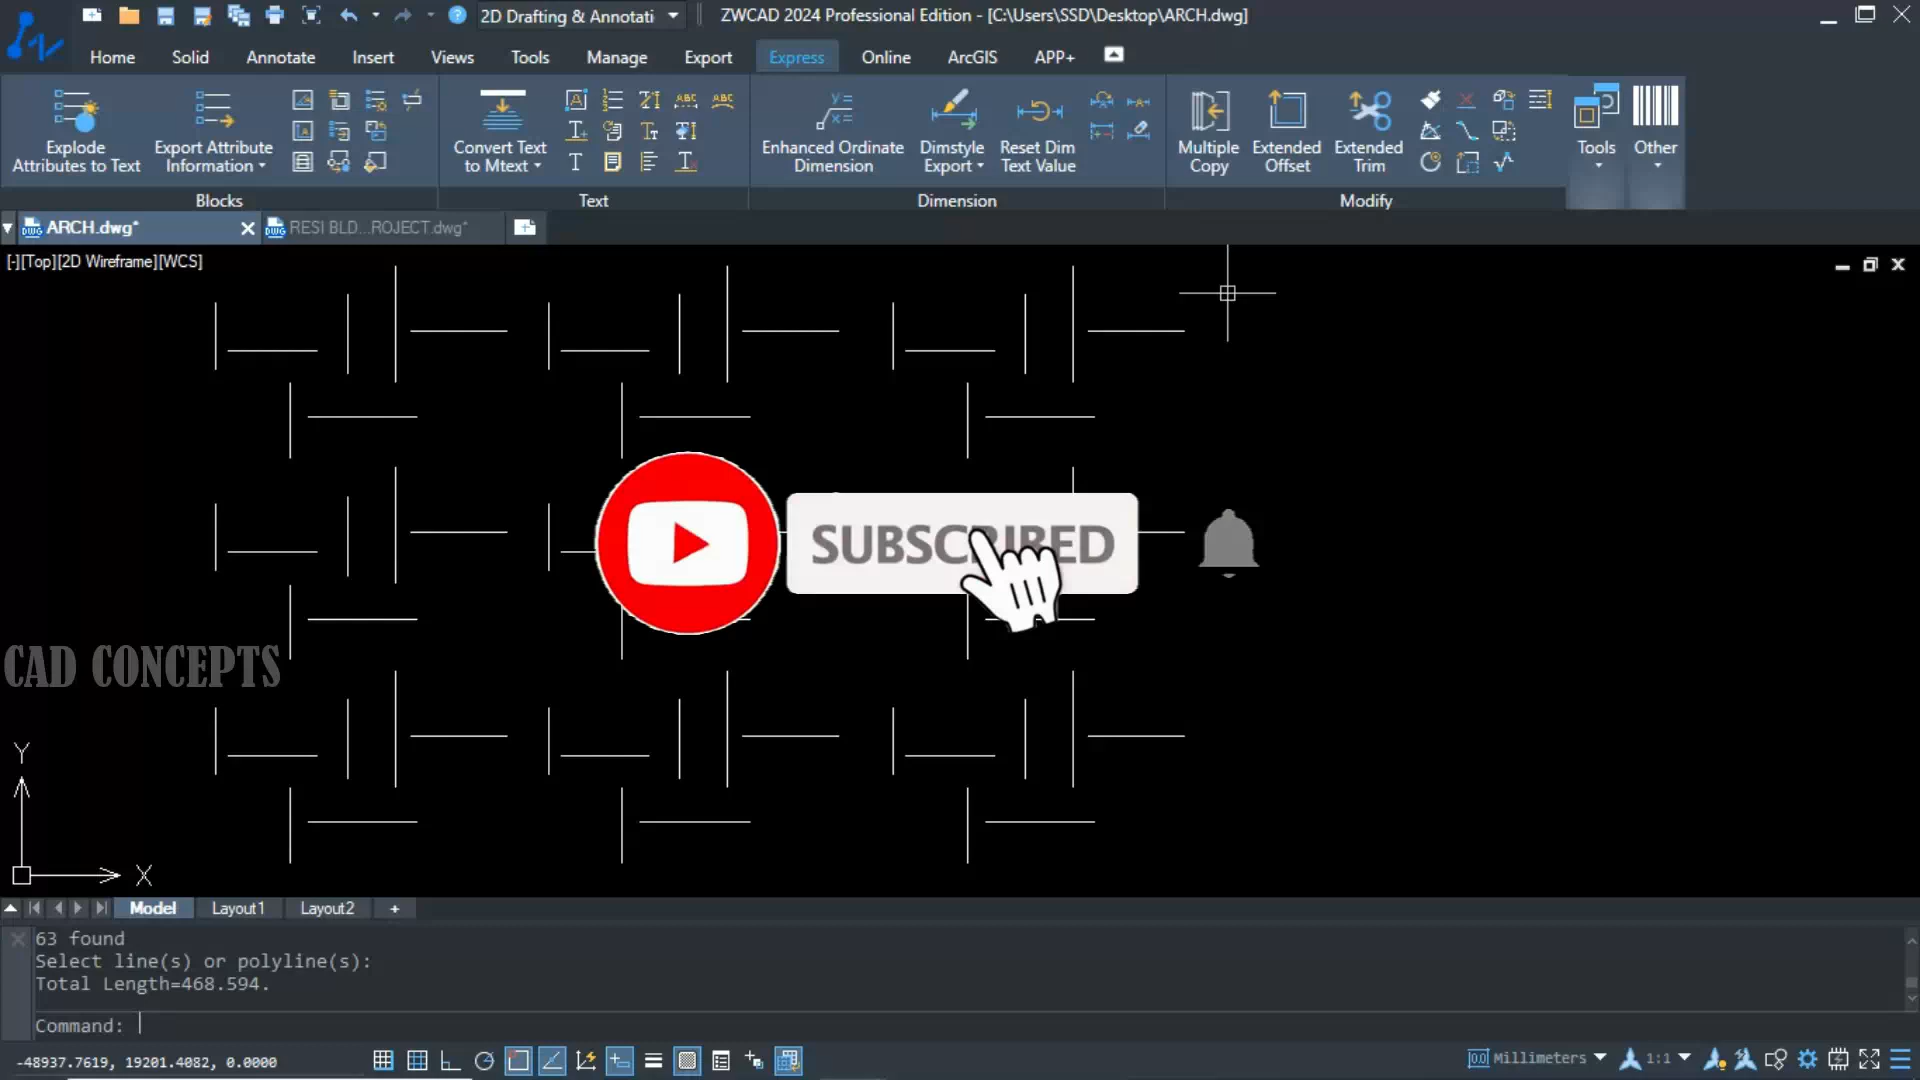 2D Drafting & Annotati
ZWCAD 2024 Professional Edition - [C:\Users\SSD\Desktop\ARCH.dwg]
Home Solid Annotate Insert Views Tools Manage Export Express Online ArcGIS APP+
Explode
Attributes to Text
Export Attribute
Information
Convert Text
to Mtext
Enhanced Ordinate
Dimension
Dimstyle
Export
Reset Dim
Text Value
Multiple
Copy
Extended
Offset
Extended
Trim
Tools
Other
Blocks Text Dimension Modify
ARCH.dwg*
RESI BLD...ROJECT.dwg*
[-][Top][2D Wireframe][WCS]
SUBSCRIBED
CAD CONCEPTS
Y
X
Model Layout1 Layout2 +
63 found
Select line(s) or polyline(s):
Total Length=468.594.
Command:
-48937.7619, 19201.4082, 0.0000
Millimeters
1:1